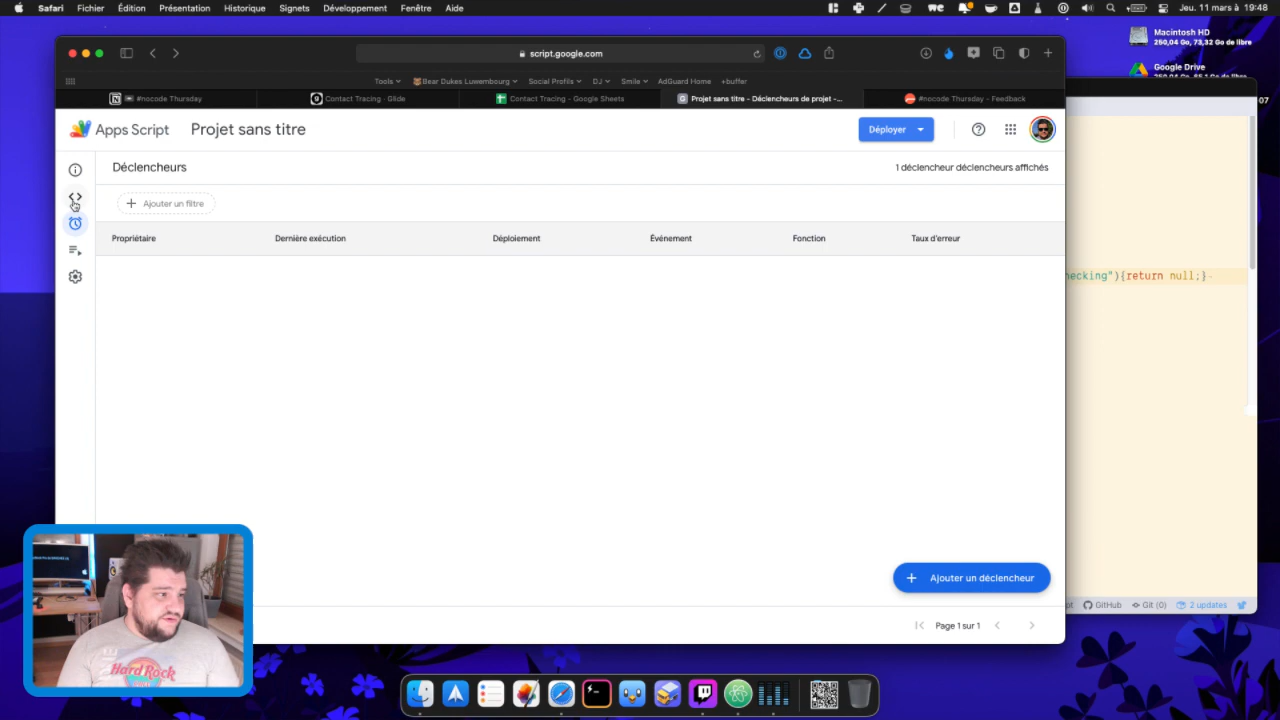 Safari Fichier Édition Présentation Historique Signets Développement Fenêtre Aide
Jeu. 11 mars à 19:48
Macintosh HD
250,04 Go, 73,32 Go de libre
Google Drive
script.google.com
Tools Bear Dukes Luxembourg Social Profils DJ Smile AdGuard Home +buffer
#nocode Thursday
Contact Tracing - Glide
Contact Tracing - Google Sheets
Projet sans titre - Déclencheurs de projet -...
#nocode Thursday - Feedback
07
Apps Script Projet sans titre
Déployer
Déclencheurs
1 déclencheur déclencheurs affichés
Ajouter un filtre
Propriétaire Dernière exécution Déploiement Événement Fonction Taux d'erreur
hecking"){return null;}
Ajouter un déclencheur
Page 1 sur 1
GitHub Git (0) 2 updates
Hard Rock